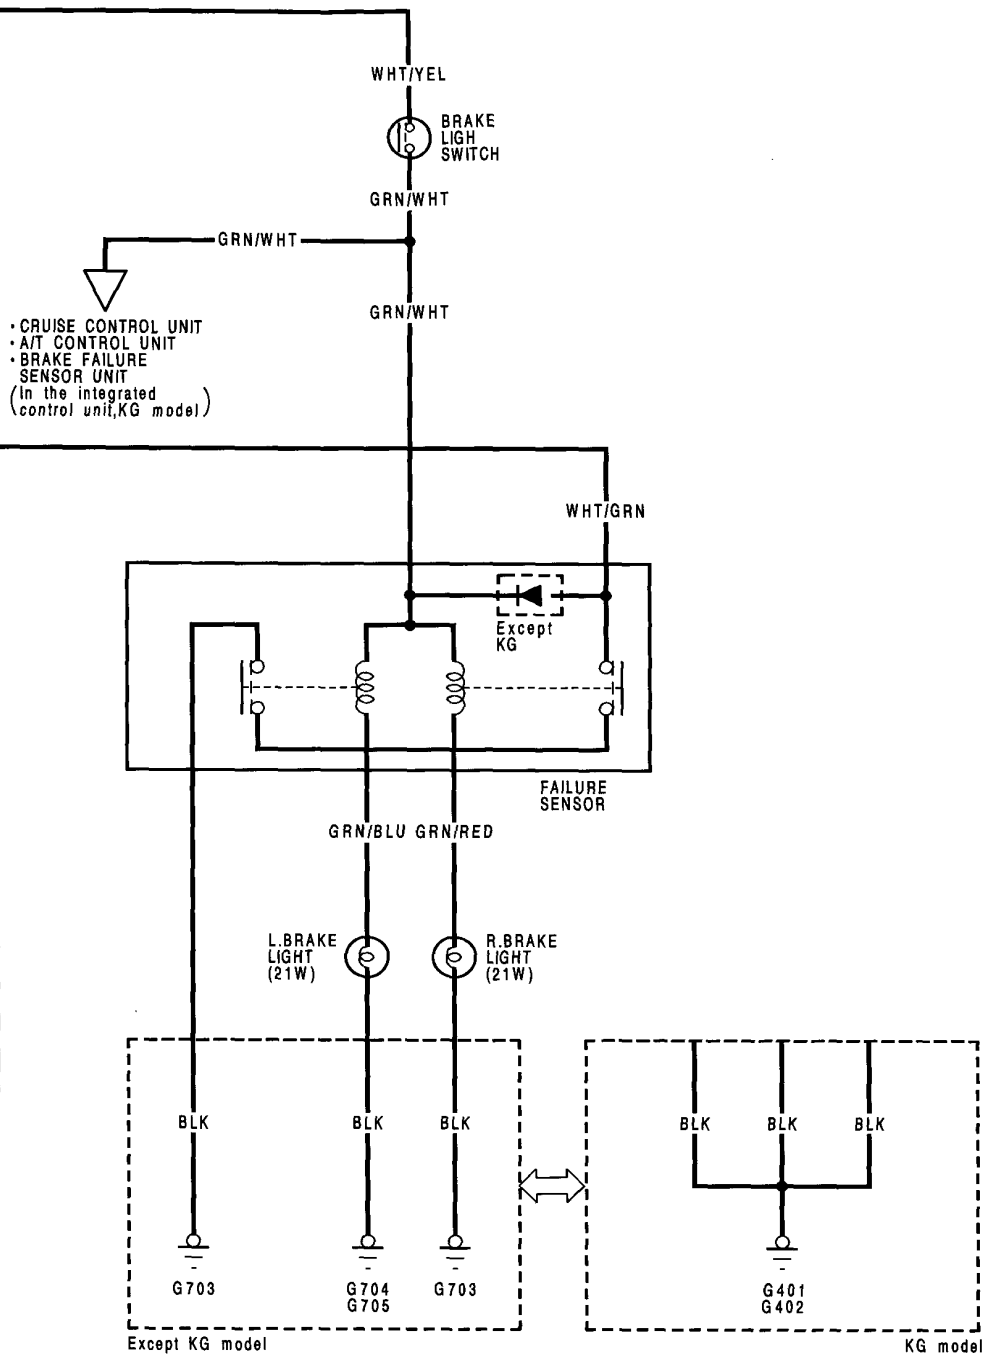 WHT/YEL
BRAKE
LIGH
SWITCH
GRN/WHT
GRN/WHT
GRN/WHT
• CRUISE CONTROL UNIT
• A/T CONTROL UNIT
• BRAKE FAILURE
SENSOR UNIT
(In the integrated
control unit,KG model)
WHT/GRN
Except
KG
FAILURE
SENSOR
GRN/BLU GRN/RED
L.BRAKE
LIGHT
(21W)
R.BRAKE
LIGHT
(21W)
BLK BLK BLK
BLK BLK BLK
G703
G704
G705
G703
G401
G402
Except KG model
KG model